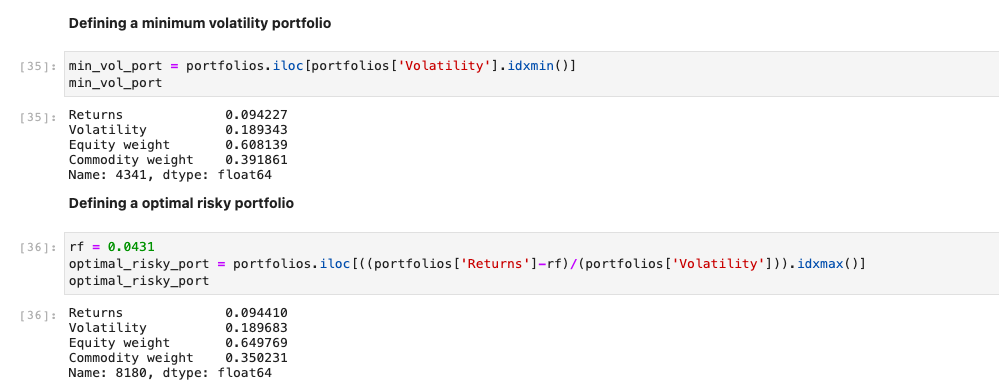 Defining a minimum volatility portfolio
[35]: min_vol_port = portfolios.iloc[portfolios['Volatility'].idxmin()]
min_vol_port
[35]: Returns 0.094227
Volatility 0.189343
Equity weight 0.608139
Commodity weight 0.391861
Name: 4341, dtype: float64
Defining a optimal risky portfolio
[36]: rf = 0.0431
optimal_risky_port = portfolios.iloc[((portfolios['Returns']-rf)/(portfolios['Volatility'])).idxmax()]
optimal_risky_port
[36]: Returns 0.094410
Volatility 0.189683
Equity weight 0.649769
Commodity weight 0.350231
Name: 8180, dtype: float64